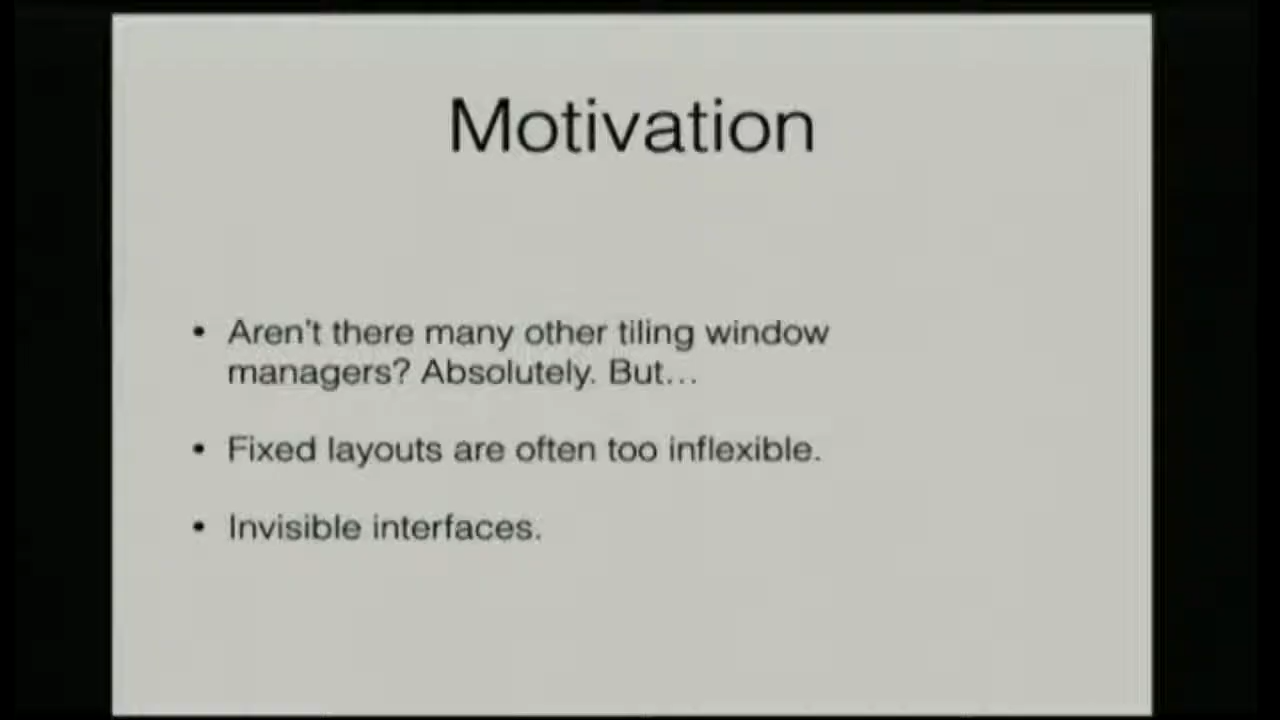 Motivation
• Aren't there many other tiling window
managers? Absolutely. But…
• Fixed layouts are often too inflexible.
• Invisible interfaces.